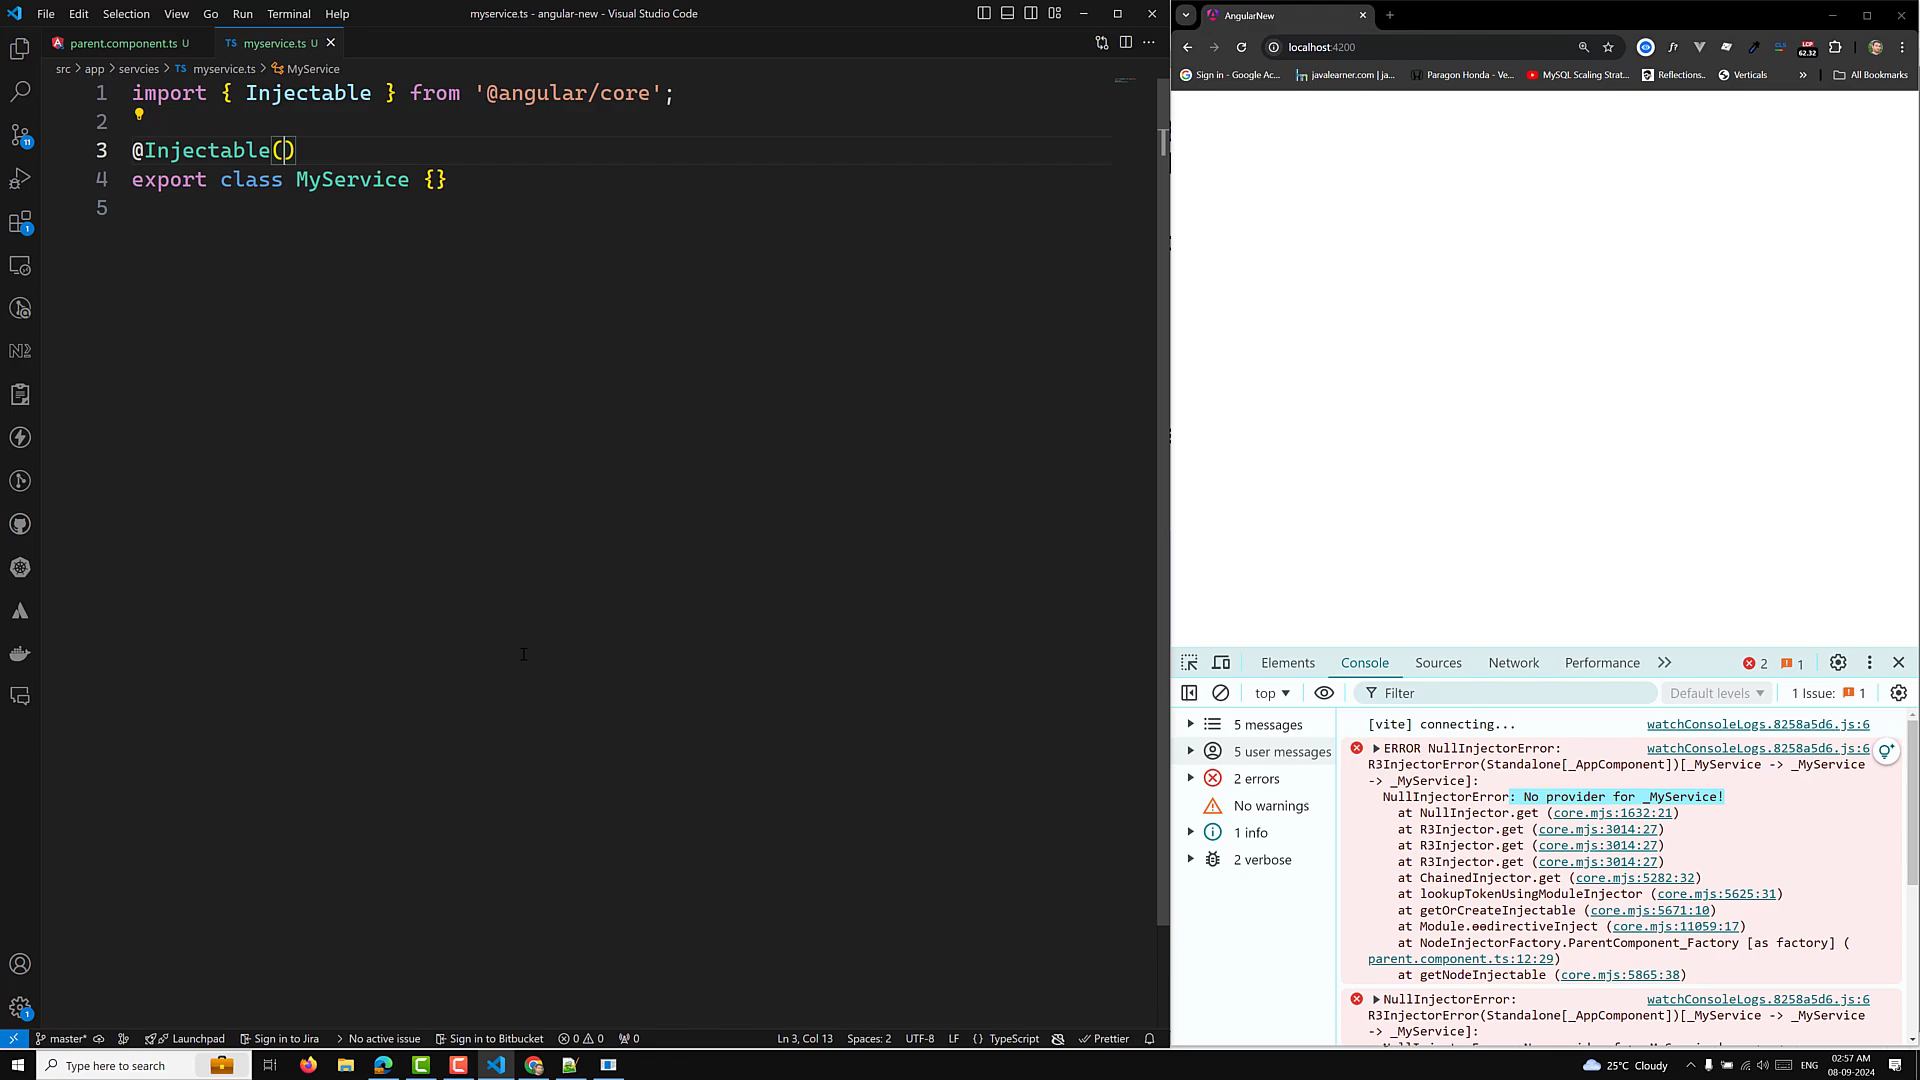 File Edit Selection View Go Run Terminal Help
myservice.ts - angular-new - Visual Studio Code
parent.component.ts U
TS myservice.ts U
src > app > servcies > TS myservice.ts > MyService
1 import { Injectable } from '@angular/core';
2
3 @Injectable()
4 export class MyService {}
5
11
1
1
master*
Launchpad
Sign in to Jira
No active issue
Sign in to Bitbucket
0 0
0
Ln 3, Col 13
Spaces: 2
UTF-8
LF
{ } TypeScript
Prettier
AngularNew
localhost:4200
CLS
LCP
62.32
Sign in - Google Ac...
javalearner.com | ja...
Paragon Honda - Ve...
MySQL Scaling Strat...
Reflections..
Verticals
»
All Bookmarks
Elements Console Sources Network Performance
2 1
top ▼
Filter
Default levels ▼
1 Issue: 1
5 messages
5 user messages
2 errors
No warnings
1 info
2 verbose
[vite] connecting... watchConsoleLogs.8258a5d6.js:6
ERROR NullInjectorError: watchConsoleLogs.8258a5d6.js:6
R3InjectorError(Standalone[_AppComponent])[_MyService -> _MyService
-> _MyService]:
NullInjectorError: No provider for _MyService!
at NullInjector.get (core.mjs:1632:21)
at R3Injector.get (core.mjs:3014:27)
at R3Injector.get (core.mjs:3014:27)
at R3Injector.get (core.mjs:3014:27)
at ChainedInjector.get (core.mjs:5282:32)
at lookupTokenUsingModuleInjector (core.mjs:5625:31)
at getOrCreateInjectable (core.mjs:5671:10)
at Module.ɵɵdirectiveInject (core.mjs:11059:17)
at NodeInjectorFactory.ParentComponent_Factory [as factory] (
parent.component.ts:12:29)
at getNodeInjectable (core.mjs:5865:38)
NullInjectorError: watchConsoleLogs.8258a5d6.js:6
R3InjectorError(Standalone[_AppComponent])[_MyService -> _MyService
-> _MyService]:
Type here to search
25°C Cloudy
ENG
02:57 AM
08-09-2024